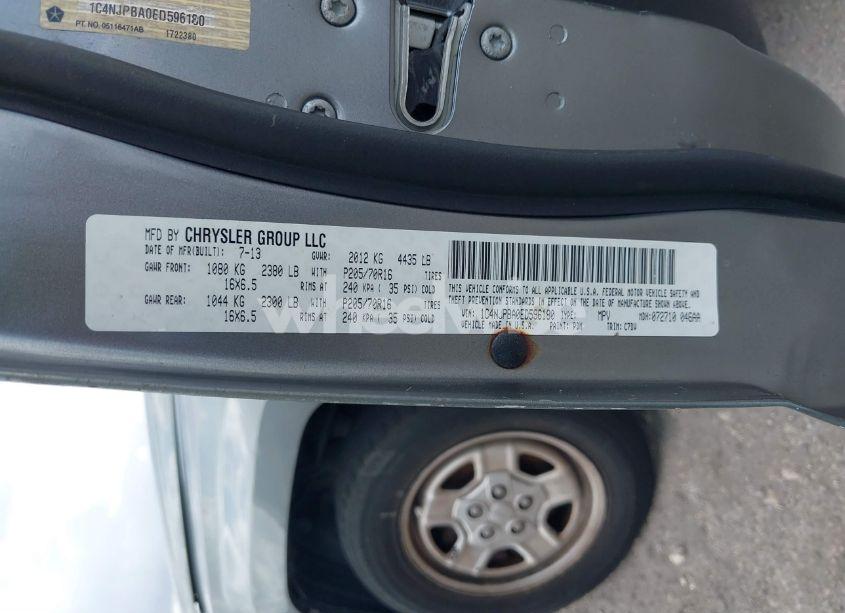 1C4NJPBA0ED596180
PT. NO. 05116471AB 1722380
MFD BY CHRYSLER GROUP LLC
DATE OF MFR(BUILT): 7-13 GVWR: 2012 KG 4435 LB
GAWR FRONT: 1080 KG 2380 LB WITH P205/70R16 TIRES
16X6.5 RIMS AT 240 KPA ( 35 PSI) COLD
GAWR REAR: 1044 KG 2300 LB WITH P205/70R16 TIRES
16X6.5 RIMS AT 240 KPA ( 35 PSI) COLD
THIS VEHICLE CONFORMS TO ALL APPLICABLE U.S.A. FEDERAL MOTOR VEHICLE SAFETY AND
THEFT PREVENTION STANDARDS IN EFFECT ON THE DATE OF MANUFACTURE SHOWN ABOVE.
VIN: 1C4NJPBA0ED596180 TYPE: MPV MDH: 072710 046AA
VEHICLE MADE IN U.S.A. PAINT: PDM TRIM: C7DV